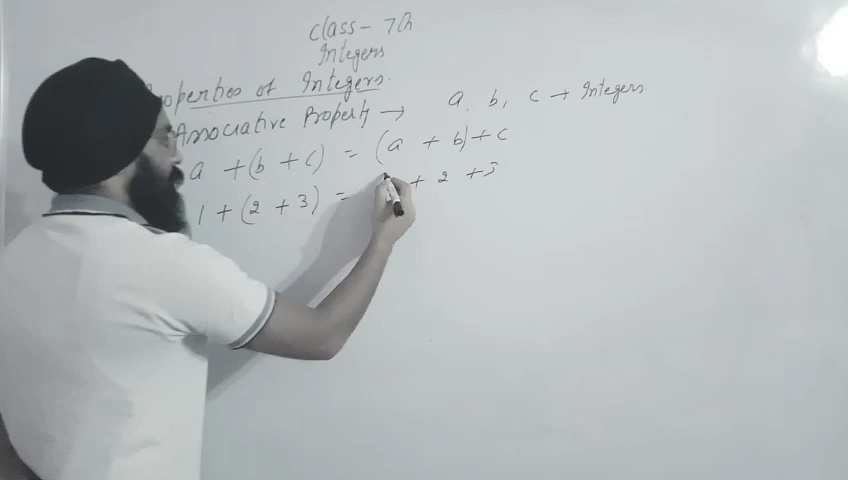 class - 7th
Integers
operties of Integers.
Associative Property → a, b, c → Integers
a + (b + c) = (a + b) + c
1 + (2 + 3) = + 2 + 3